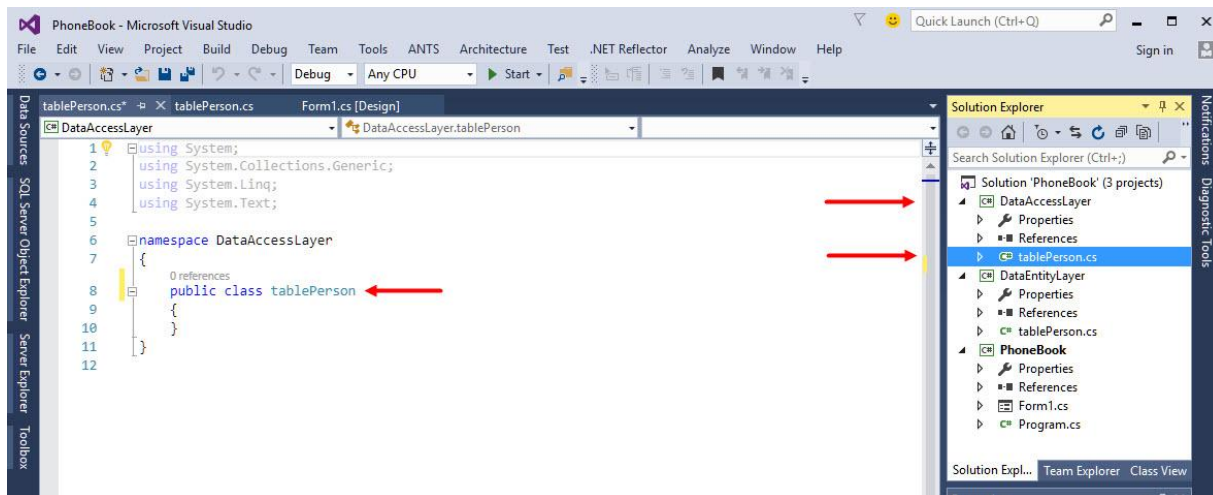 PhoneBook - Microsoft Visual Studio
Quick Launch (Ctrl+Q)
File Edit View Project Build Debug Team Tools ANTS Architecture Test .NET Reflector Analyze Window Help Sign in
Debug Any CPU Start
Data Sources
SQL Server Object Explorer
Server Explorer
Toolbox
tablePerson.cs* tablePerson.cs Form1.cs [Design]
DataAccessLayer DataAccessLayer.tablePerson
1 using System;
2 using System.Collections.Generic;
3 using System.Linq;
4 using System.Text;
5
6 namespace DataAccessLayer
7 {
0 references
8 public class tablePerson
9 {
10 }
11 }
12
Solution Explorer
Search Solution Explorer (Ctrl+;)
Solution 'PhoneBook' (3 projects)
C# DataAccessLayer
Properties
References
C# tablePerson.cs
C# DataEntityLayer
Properties
References
C# tablePerson.cs
C# PhoneBook
Properties
References
Form1.cs
C# Program.cs
Solution Expl... Team Explorer Class View
Notifications
Diagnostic Tools